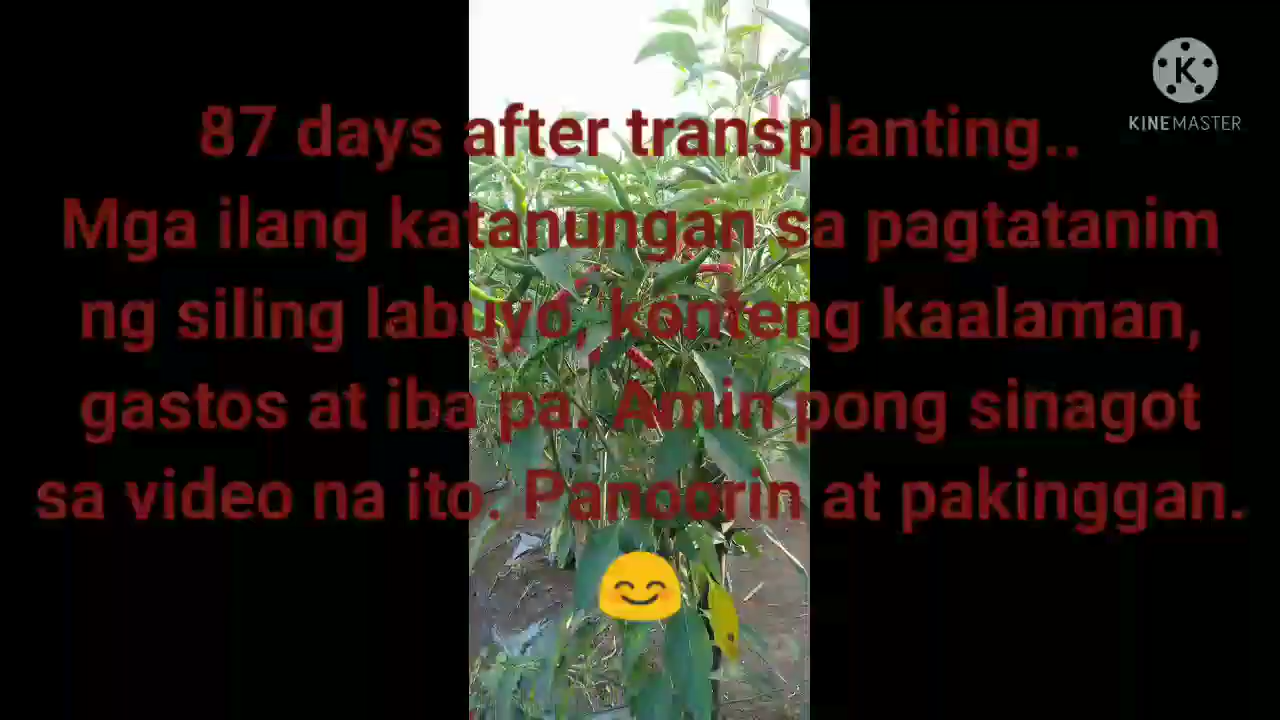 KINEMASTER
87 days after transplanting..
Mga ilang katanungan sa pagtatanim
ng siling labuyo, konteng kaalaman,
gastos at iba pa. Amin pong sinagot
sa video na ito. Panoorin at pakinggan.